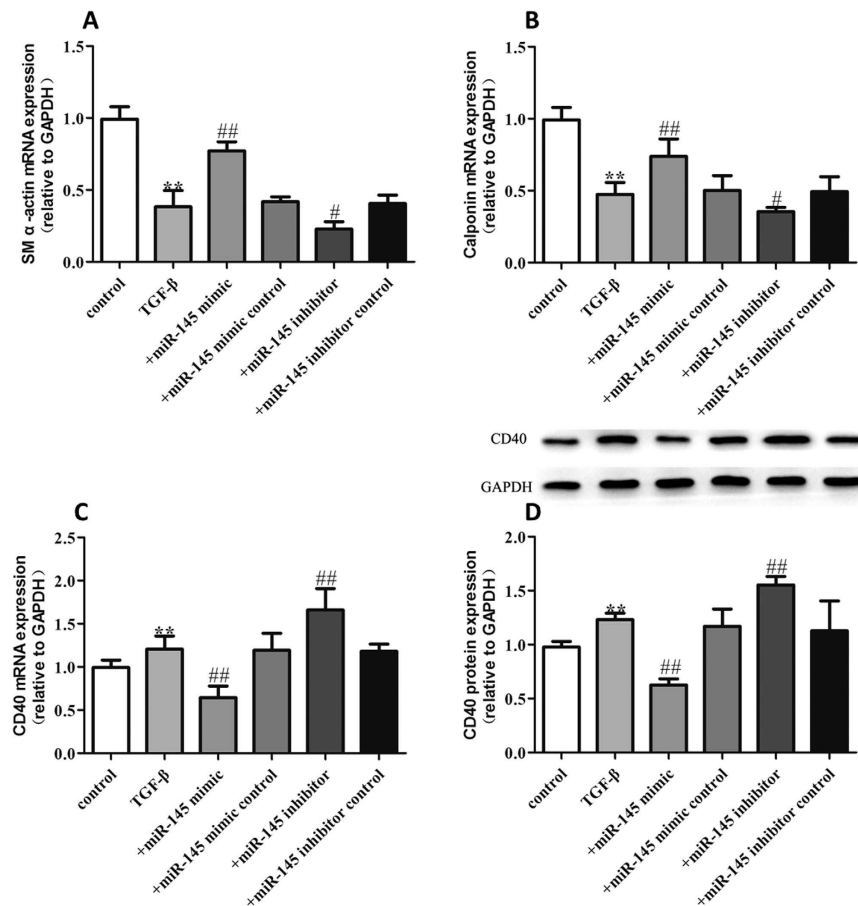 A
SM α-actin mRNA expression
(relative to GAPDH)
1.5
1.0
0.5
0.0
**
##
#
control
TGF-β
+miR-145 mimic
+miR-145 mimic control
+miR-145 inhibitor
+miR-145 inhibitor control
B
Calponin mRNA expression
(relative to GAPDH)
1.5
1.0
0.5
0.0
**
##
#
control
TGF-β
+miR-145 mimic
+miR-145 mimic control
+miR-145 inhibitor
+miR-145 inhibitor control
CD40
GAPDH
C
CD40 mRNA expression
(relative to GAPDH)
2.5
2.0
1.5
1.0
0.5
0.0
**
##
##
control
TGF-β
+miR-145 mimic
+miR-145 mimic control
+miR-145 inhibitor
+miR-145 inhibitor control
D
CD40 protein expression
(relative to GAPDH)
2.0
1.5
1.0
0.5
0.0
**
##
##
control
TGF-β
+miR-145 mimic
+miR-145 mimic control
+miR-145 inhibitor
+miR-145 inhibitor control